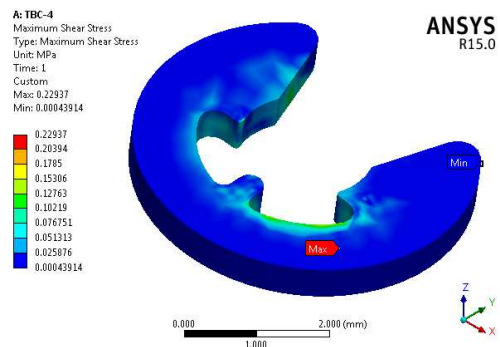 A: TBC-4
Maximum Shear Stress
Type: Maximum Shear Stress
Unit: MPa
Time: 1
Custom
Max: 0.22937
Min: 0.00043914
0.22937
0.20394
0.1785
0.15306
0.12763
0.10219
0.076751
0.051313
0.025876
0.00043914
ANSYS
R15.0
Min
Max
0.000
2.000 (mm)
1.000
Z
Y
X